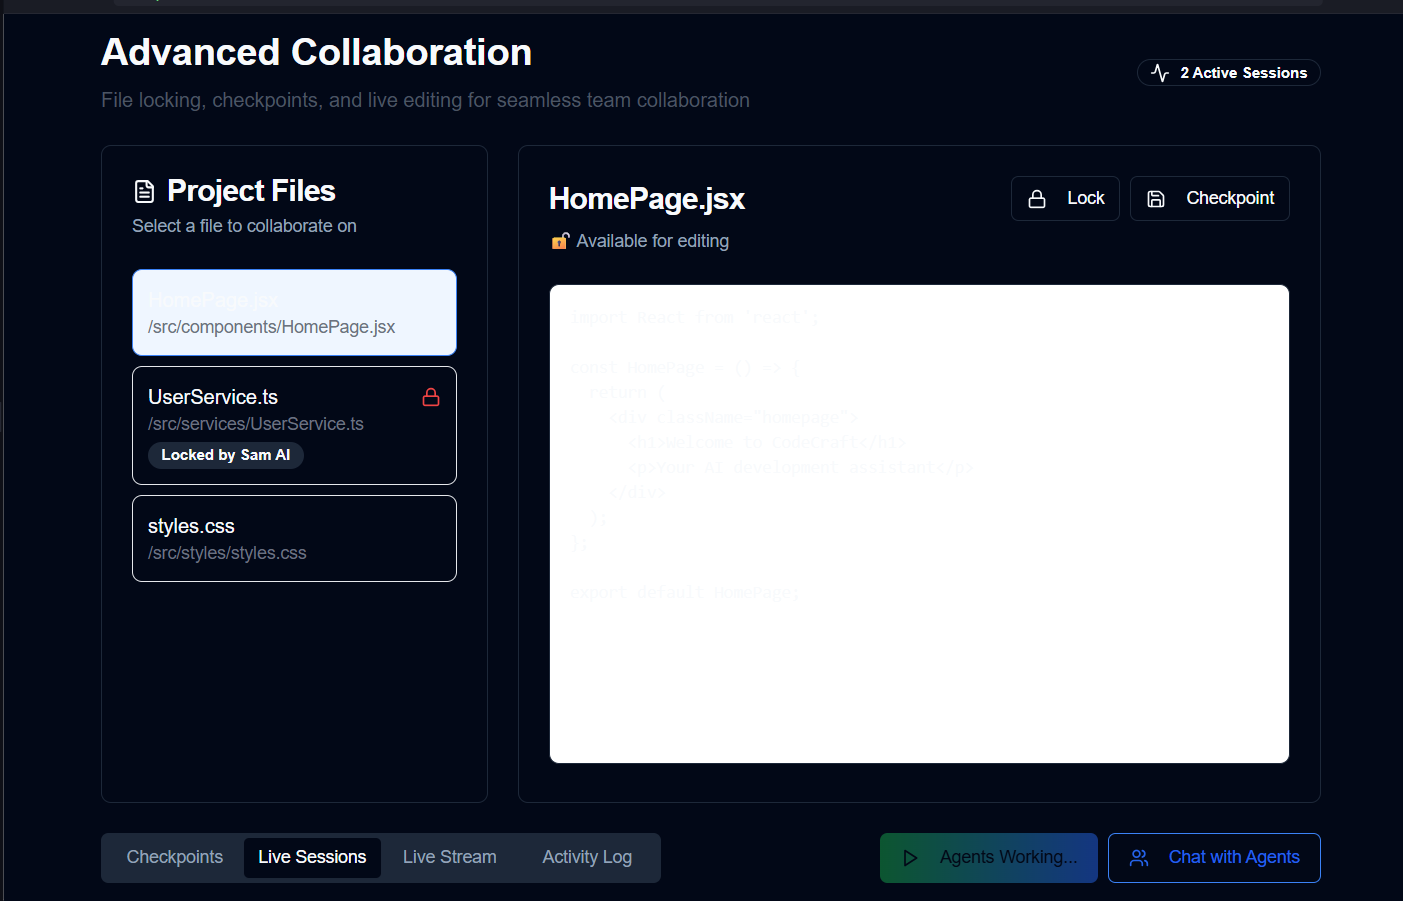 Advanced Collaboration
File locking, checkpoints, and live editing for seamless team collaboration
2 Active Sessions
Project Files
Select a file to collaborate on
HomePage.jsx
/src/components/HomePage.jsx
UserService.ts
/src/services/UserService.ts
Locked by Sam AI
styles.css
/src/styles/styles.css
HomePage.jsx
Lock
Checkpoint
Available for editing
import React from 'react';
const HomePage = () => {
return (
<div className="homepage">
<h1>Welcome to CodeCraft</h1>
<p>Your AI development assistant</p>
</div>
);
};
export default HomePage;
Checkpoints
Live Sessions
Live Stream
Activity Log
Agents Working...
Chat with Agents